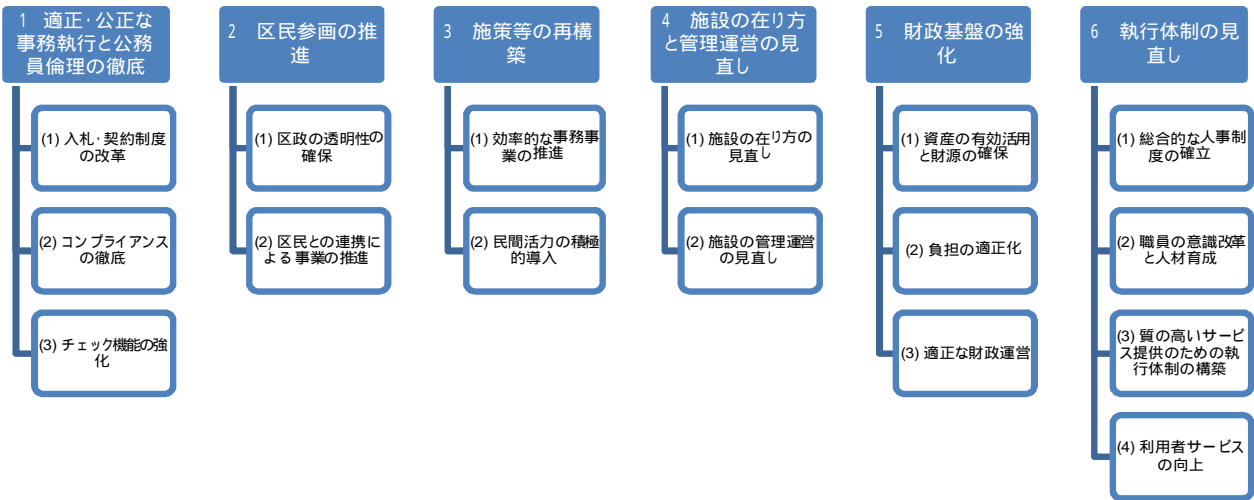 1　適正・公正な
事務執行と公務
員倫理の徹底
(1) 入札・契約制度
の改革
(2) コンプライアンス
の徹底
(3) チェック機能の強
化
2　区民参画の推
進
(1) 区政の透明性の
確保
(2) 区民との連携に
よる事業の推進
3　施策等の再構
築
(1) 効率的な事務事
業の推進
(2) 民間活力の積極
的導入
4　施設の在り方
と管理運営の見
直し
(1) 施設の在り方の
見直し
(2) 施設の管理運営
の見直し
5　財政基盤の強
化
(1) 資産の有効活用
と財源の確保
(2) 負担の適正化
(3) 適正な財政運営
6　執行体制の見
直し
(1) 総合的な人事制
度の確立
(2) 職員の意識改革
と人材育成
(3) 質の高いサービ
ス提供のための執
行体制の構築
(4) 利用者サービス
の向上